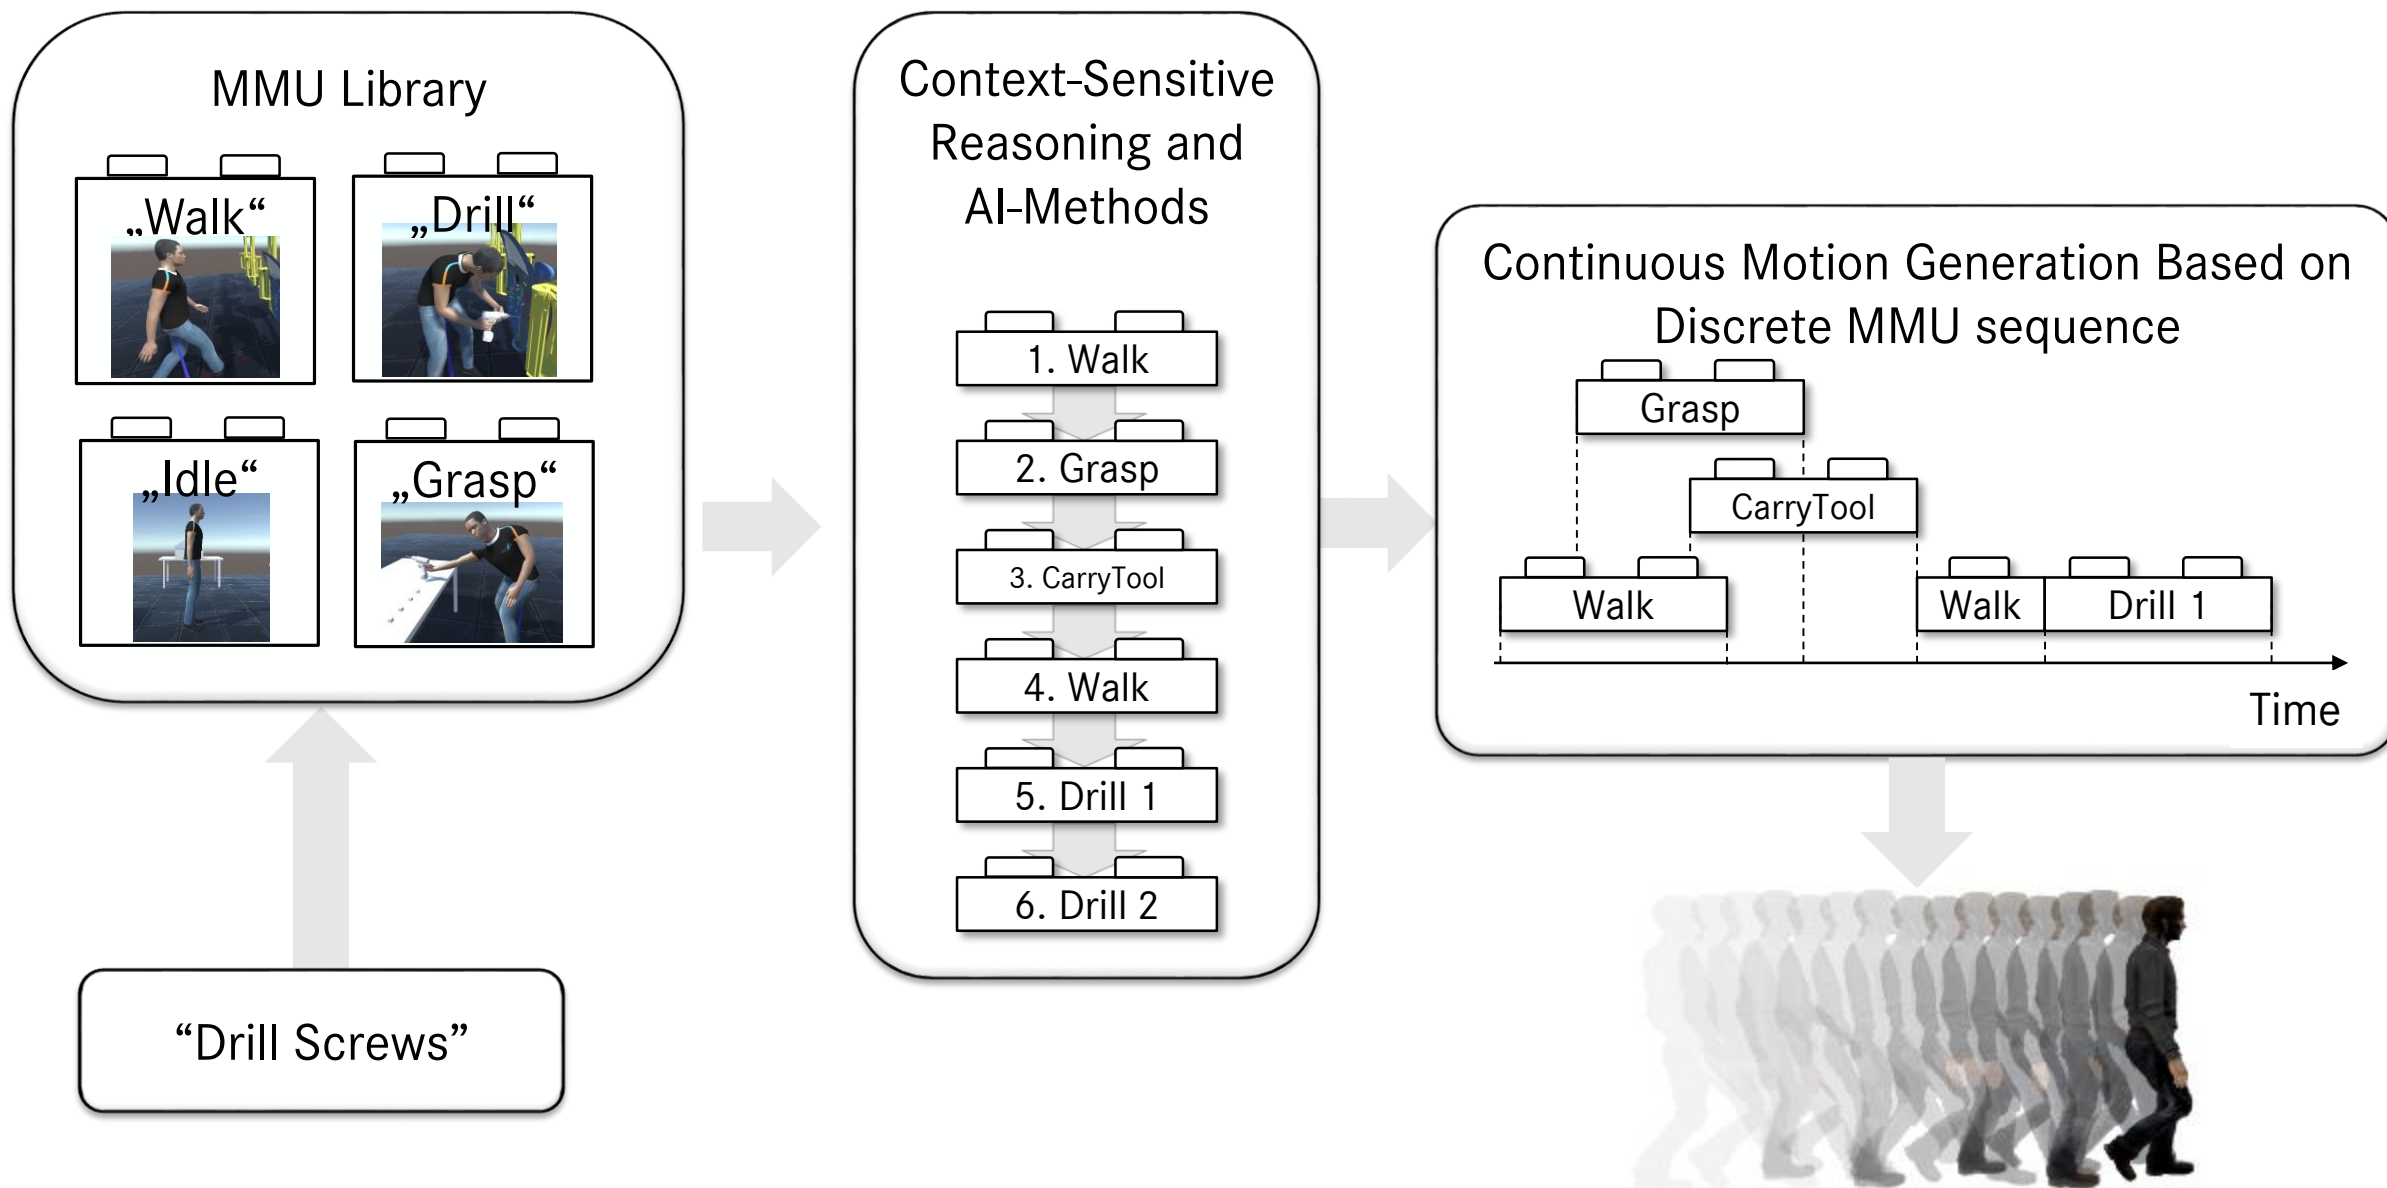 MMU Library
„Walk“
„Drill“
„Idle“
„Grasp“
“Drill Screws”
Context-Sensitive
Reasoning and
AI-Methods
1. Walk
2. Grasp
3. CarryTool
4. Walk
5. Drill 1
6. Drill 2
Continuous Motion Generation Based on
Discrete MMU sequence
Grasp
CarryTool
Walk
Walk
Drill 1
Time